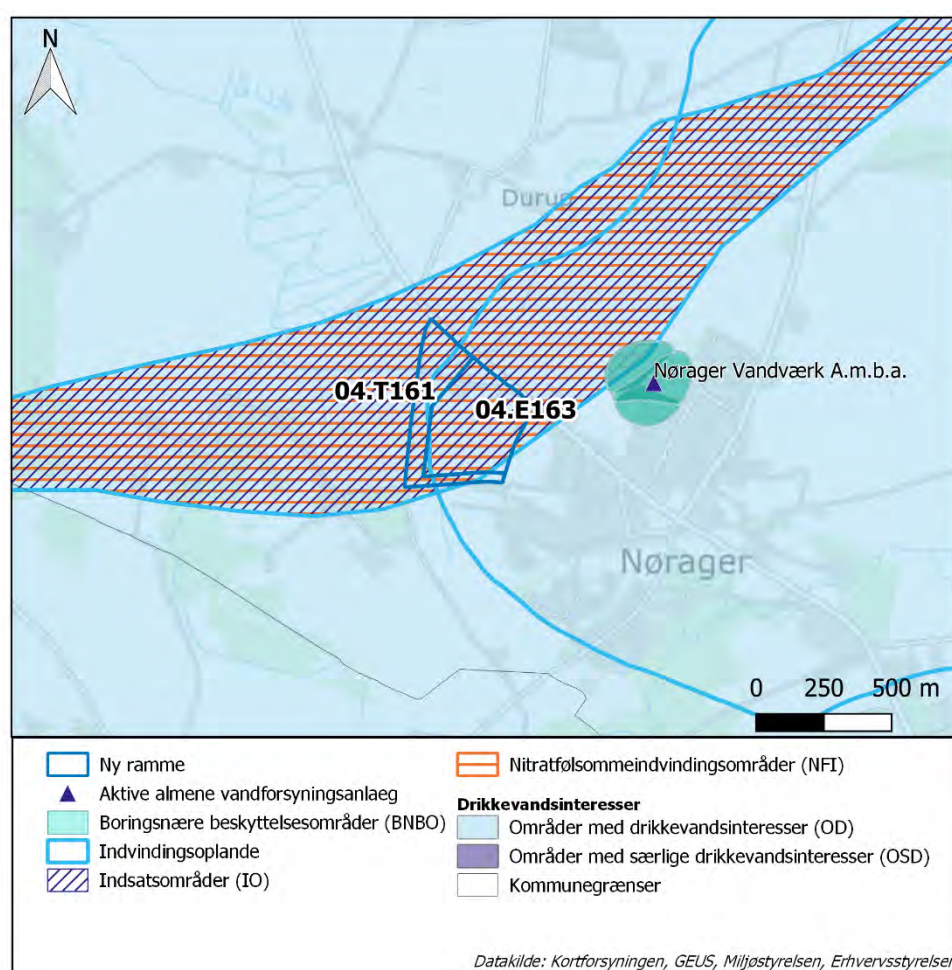 N
Durup
04.T161
Nørager Vandværk A.m.b.a.
04.E163
Nørager
0 250 500 m
Ny ramme
Aktive almene vandforsyningsanlaeg
Boringsnære beskyttelsesområder (BNBO)
Indvindingsoplande
Indsatsområder (IO)
Nitratfølsommeindvindingsområder (NFI)
Drikkevandsinteresser
Områder med drikkevandsinteresser (OD)
Områder med særlige drikkevandsinteresser (OSD)
Kommunegrænser
Datakilde: Kortforsyningen, GEUS, Miljøstyrelsen, Erhvervsstyrelsen